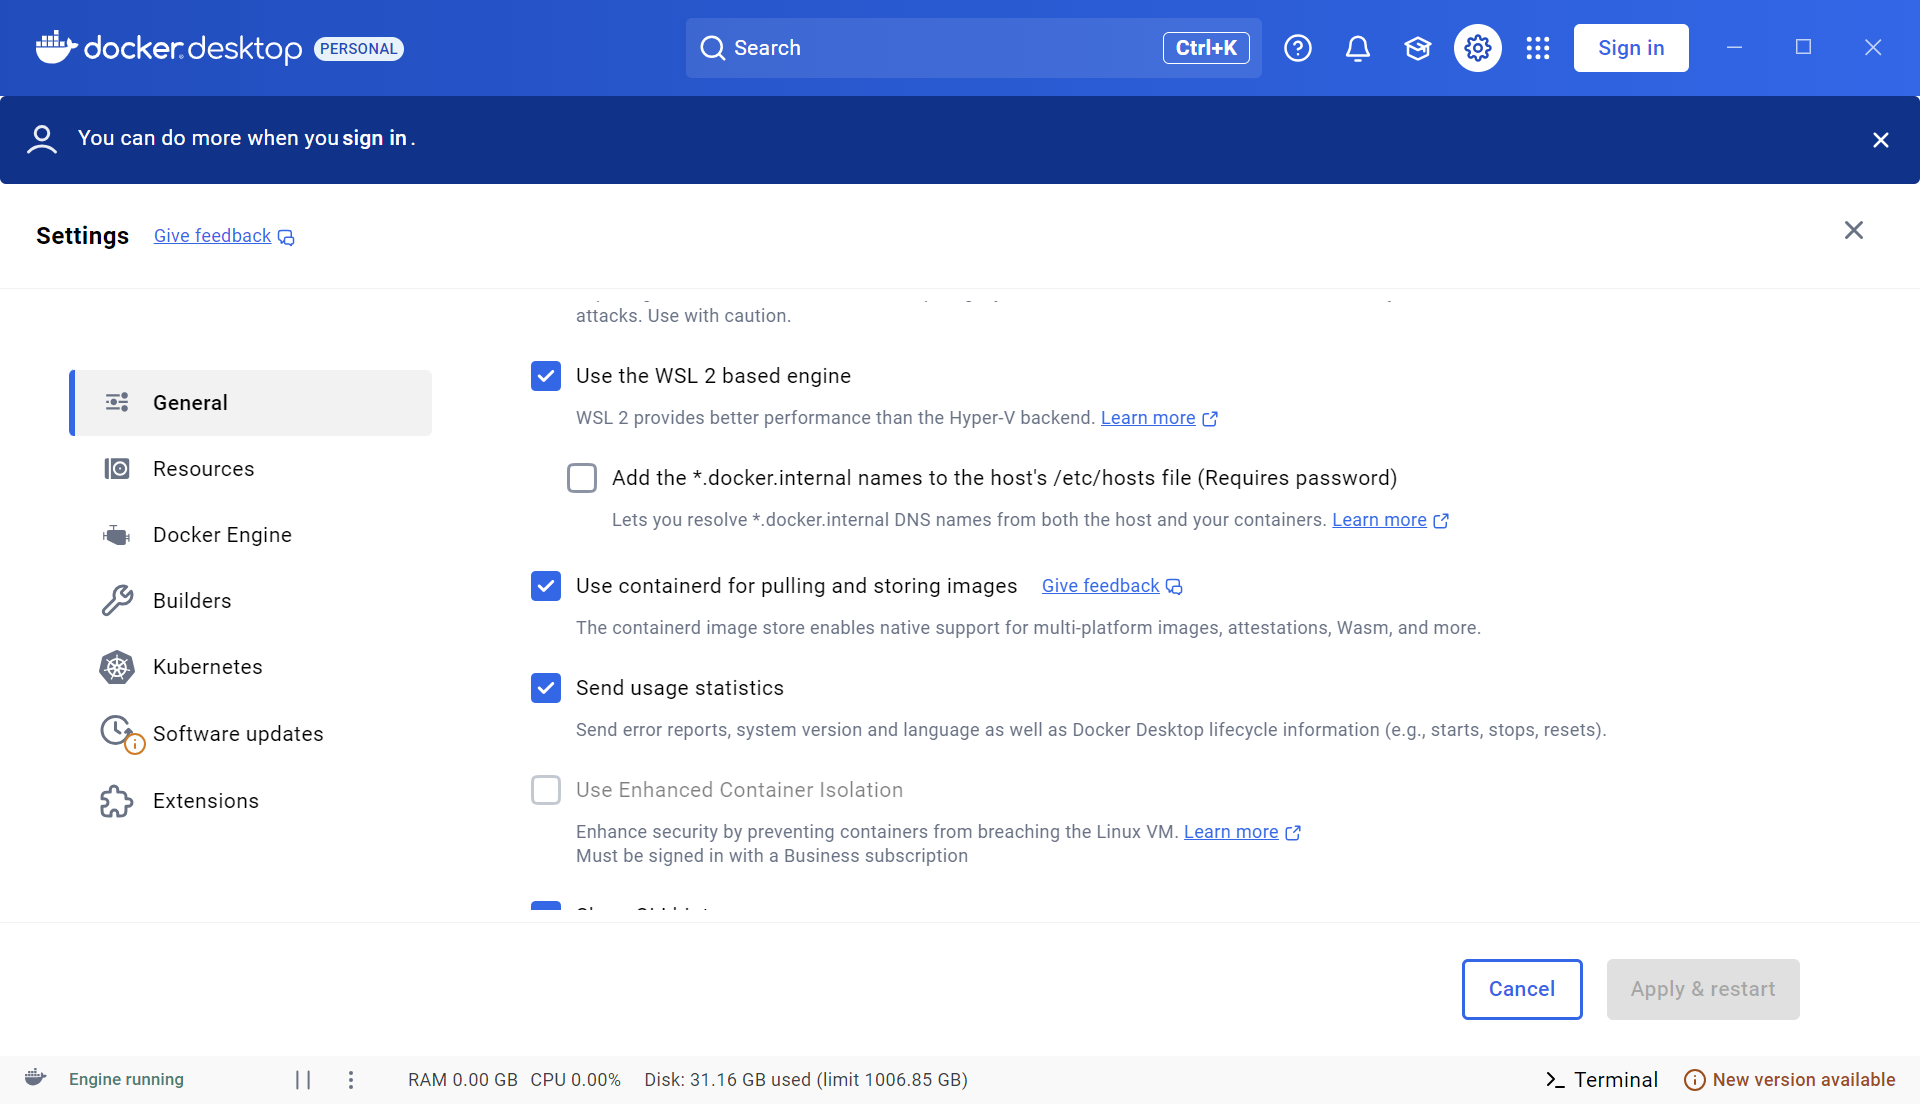 docker desktop PERSONAL
Search
Ctrl+K
Sign in
You can do more when you sign in.
Settings
Give feedback
attacks. Use with caution.
General
Resources
Docker Engine
Builders
Kubernetes
Software updates
Extensions
Use the WSL 2 based engine
WSL 2 provides better performance than the Hyper-V backend. Learn more
Add the *.docker.internal names to the host's /etc/hosts file (Requires password)
Lets you resolve *.docker.internal DNS names from both the host and your containers. Learn more
Use containerd for pulling and storing images Give feedback
The containerd image store enables native support for multi-platform images, attestations, Wasm, and more.
Send usage statistics
Send error reports, system version and language as well as Docker Desktop lifecycle information (e.g., starts, stops, resets).
Use Enhanced Container Isolation
Enhance security by preventing containers from breaching the Linux VM. Learn more
Must be signed in with a Business subscription
Cancel
Apply & restart
Engine running
RAM 0.00 GB CPU 0.00% Disk: 31.16 GB used (limit 1006.85 GB)
Terminal
New version available